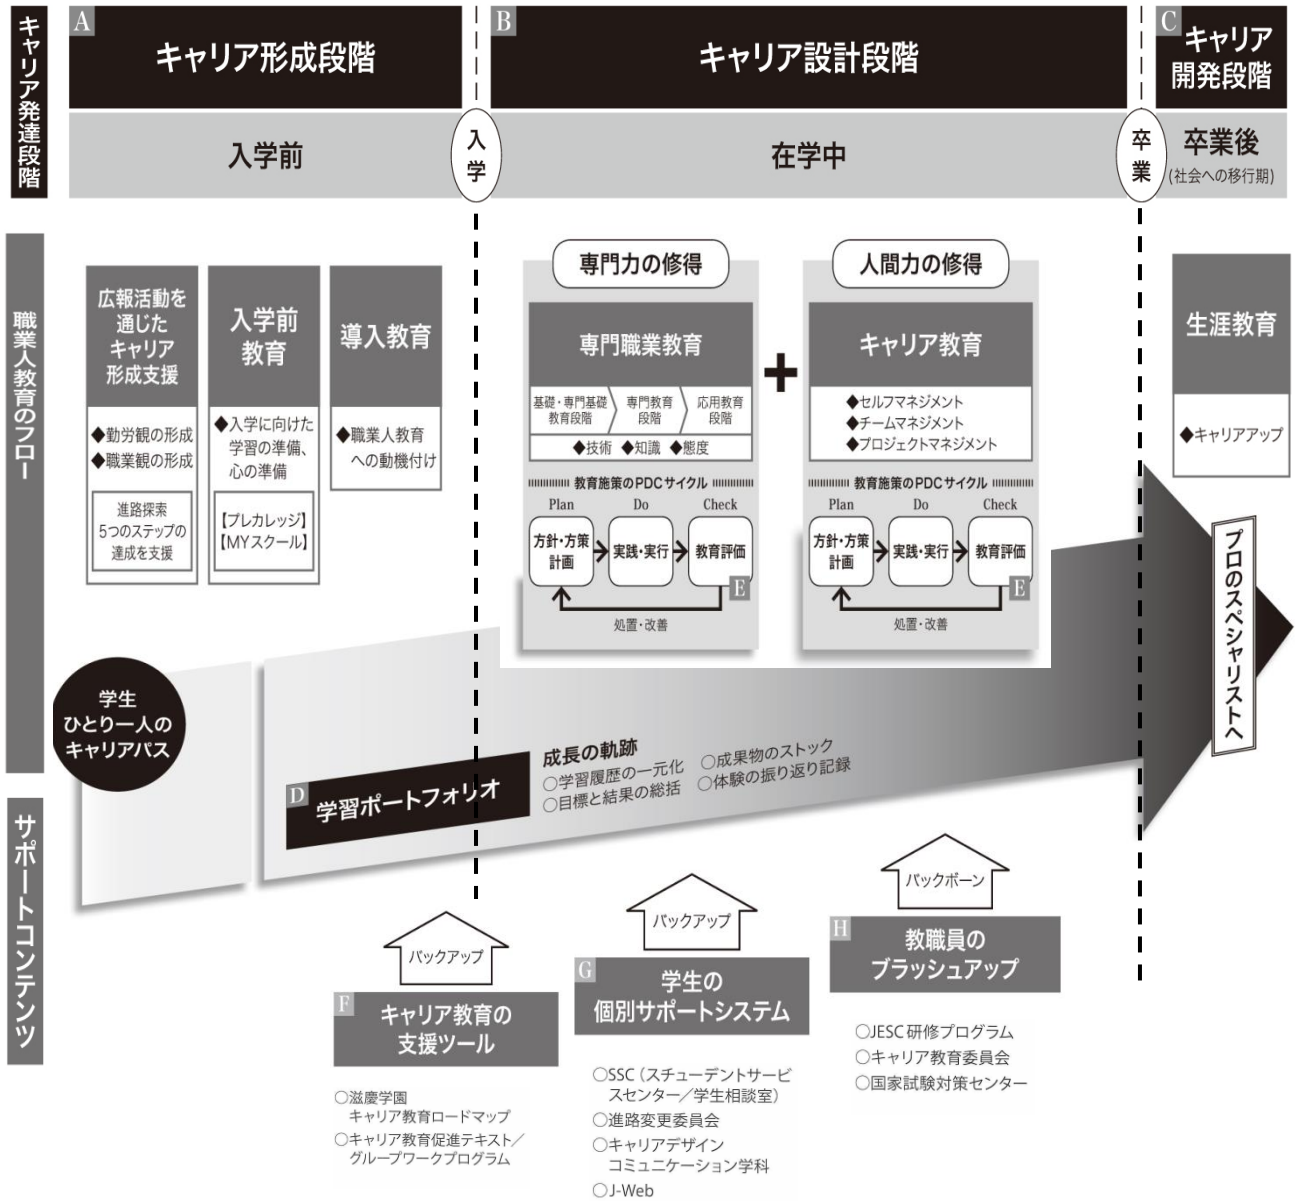 キャリア発達段階
A
キャリア形成段階
B
キャリア設計段階
C
キャリア
開発段階
入学前
入学
在学中
卒業
卒業後
(社会への移行期)
職業人教育のフロー
広報活動を
通じた
キャリア
形成支援
◆勤労観の形成
◆職業観の形成
進路探索
5つのステップの
達成を支援
入学前
教育
◆入学に向けた
学習の準備、
心の準備
【プレカレッジ】
【MYスクール】
導入教育
◆職業人教育
への動機付け
専門力の修得
専門職業教育
基礎・専門基礎
教育段階
専門教育
段階
応用教育
段階
◆技術 ◆知識 ◆態度
教育施策のPDCサイクル
Plan Do Check
方針・方策
計画
実践・実行
教育評価
E
処置・改善
+
人間力の修得
キャリア教育
◆セルフマネジメント
◆チームマネジメント
◆プロジェクトマネジメント
教育施策のPDCサイクル
Plan Do Check
方針・方策
計画
実践・実行
教育評価
E
処置・改善
生涯教育
◆キャリアアップ
プロのスペシャリストへ
学生
ひとり一人の
キャリアパス
D
学習ポートフォリオ
成長の軌跡
○学習履歴の一元化
○目標と結果の総括
○成果物のストック
○体験の振り返り記録
サポートコンテンツ
バックアップ
F
キャリア教育の
支援ツール
○滋慶学園
キャリア教育ロードマップ
○キャリア教育促進テキスト／
グループワークプログラム
バックアップ
G
学生の
個別サポートシステム
○SSC（スチューデントサービ
スセンター／学生相談室）
○進路変更委員会
○キャリアデザイン
コミュニケーション学科
○J-Web
バックボーン
H
教職員の
ブラッシュアップ
○JESC研修プログラム
○キャリア教育委員会
○国家試験対策センター